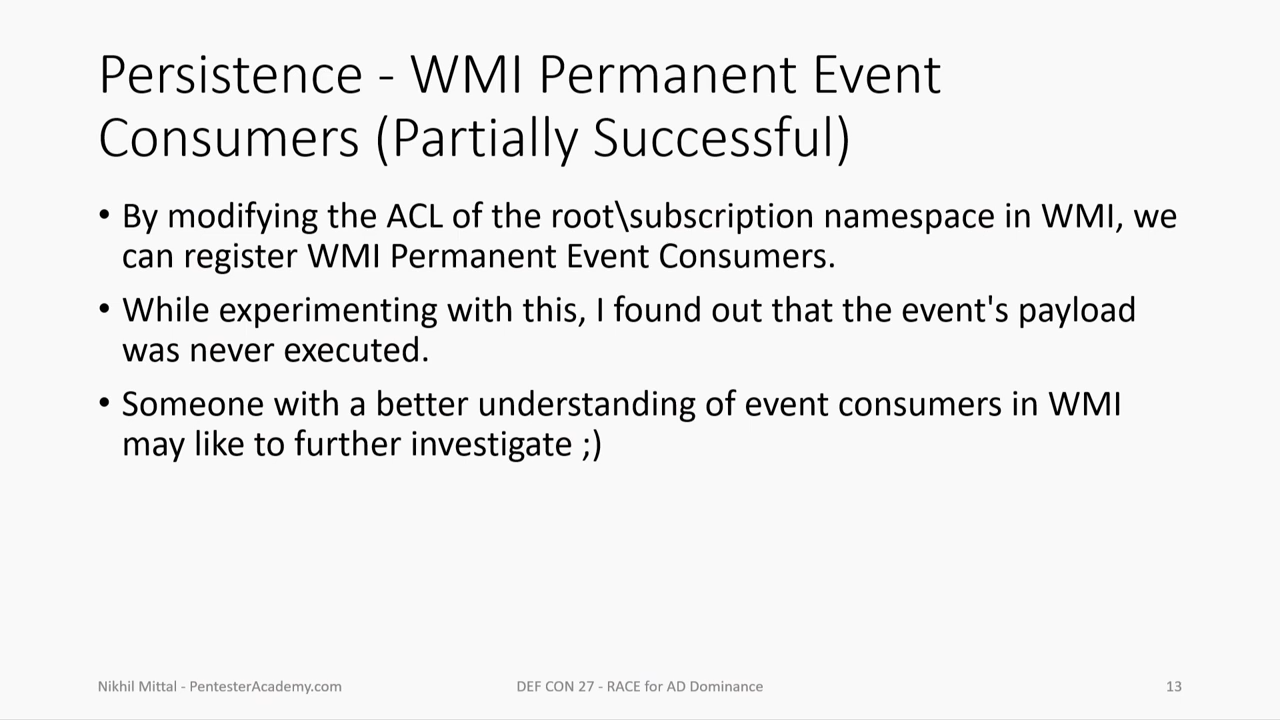 Persistence - WMI Permanent Event
Consumers (Partially Successful)
• By modifying the ACL of the root\subscription namespace in WMI, we
can register WMI Permanent Event Consumers.
• While experimenting with this, I found out that the event's payload
was never executed.
• Someone with a better understanding of event consumers in WMI
may like to further investigate ;)
Nikhil Mittal - PentesterAcademy.com
DEF CON 27 - RACE for AD Dominance
13